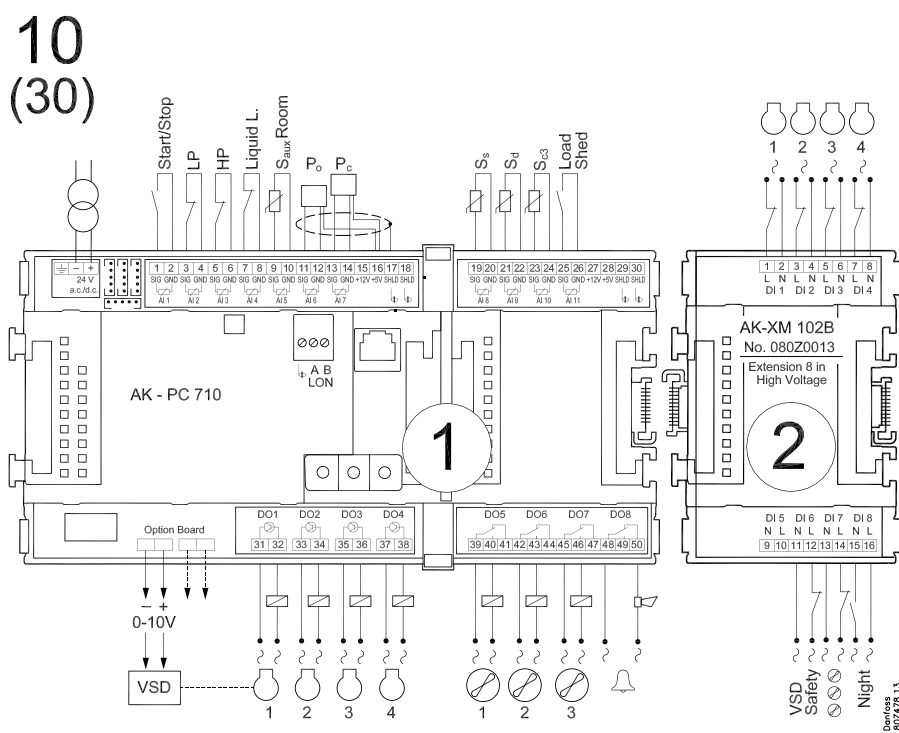 10
(30)
Start/Stop
LP
HP
Liquid L.
Saux Room
Po
Pc
Ss
Sd
Sc3
Load
Shed
1 2 3 4
– +
24 V
a.c./d.c.
1 2 3 4 5 6 7 8 9 10 11 12 13 14 15 16 17 18
SIG GND SIG GND SIG GND SIG GND SIG GND SIG GND SIG GND +12V +5V SHLD SHLD
AI 1 AI 2 AI 3 AI 4 AI 5 AI 6 AI 7
19 20 21 22 23 24 25 26 27 28 29 30
SIG GND SIG GND SIG GND SIG GND +12V +5V SHLD SHLD
AI 8 AI 9 AI 10 AI 11
1 2 3 4 5 6 7 8
L N L N L N L N
DI 1 DI 2 DI 3 DI 4
A B
LON
AK - PC 710
1
AK-XM 102B
No. 080Z0013
Extension 8 in
High Voltage
2
Option Board
DO1 DO2 DO3 DO4
31 32 33 34 35 36 37 38
DO5 DO6 DO7 DO8
39 40 41 42 43 44 45 46 47 48 49 50
DI 5 DI 6 DI 7 DI 8
N L N L N L N L
9 10 11 12 13 14 15 16
– +
0-10V
VSD
1 2 3 4
1 2 3
VSD
Safety
Night
Danfoss
80Z478.13